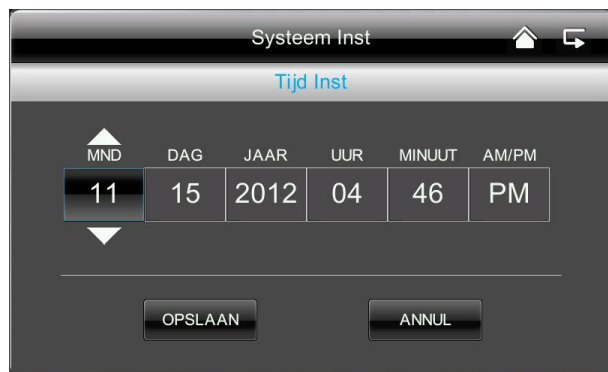 Systeem Inst
Tijd Inst
MND DAG JAAR UUR MINUUT AM/PM
11 15 2012 04 46 PM
OPSLAAN ANNUL